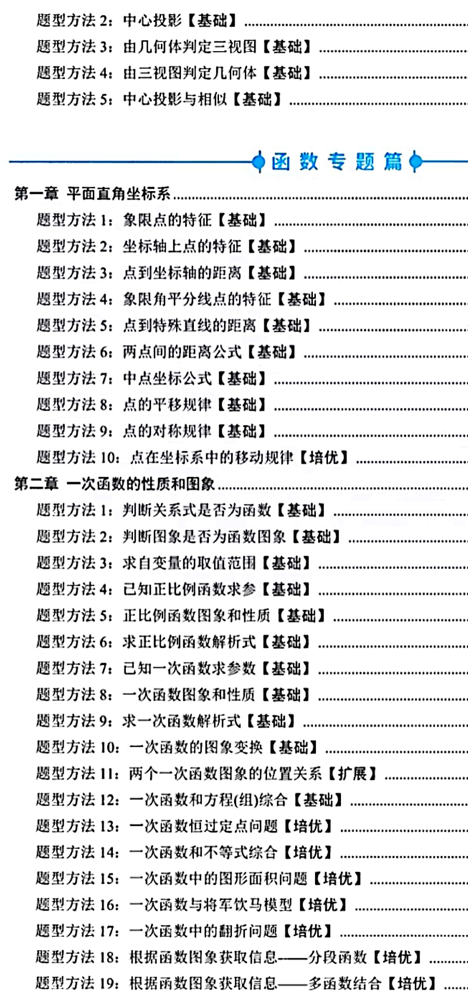 题型方法 2：中心投影【基础】
题型方法 3：由几何体判定三视图【基础】
题型方法 4：由三视图判定几何体【基础】
题型方法 5：中心投影与相似【基础】
函数专题篇
第一章 平面直角坐标系
题型方法 1：象限点的特征【基础】
题型方法 2：坐标轴上点的特征【基础】
题型方法 3：点到坐标轴的距离【基础】
题型方法 4：象限角平分线点的特征【基础】
题型方法 5：点到特殊直线的距离【基础】
题型方法 6：两点间的距离公式【基础】
题型方法 7：中点坐标公式【基础】
题型方法 8：点的平移规律【基础】
题型方法 9：点的对称规律【基础】
题型方法 10：点在坐标系中的移动规律【培优】
第二章 一次函数的性质和图象
题型方法 1：判断关系式是否为函数【基础】
题型方法 2：判断图象是否为函数图象【基础】
题型方法 3：求自变量的取值范围【基础】
题型方法 4：已知正比例函数求参【基础】
题型方法 5：正比例函数图象和性质【基础】
题型方法 6：求正比例函数解析式【基础】
题型方法 7：已知一次函数求参数【基础】
题型方法 8：一次函数图象和性质【基础】
题型方法 9：求一次函数解析式【基础】
题型方法 10：一次函数的图象变换【基础】
题型方法 11：两个一次函数图象的位置关系【扩展】
题型方法 12：一次函数和方程(组)综合【基础】
题型方法 13：一次函数恒过定点问题【培优】
题型方法 14：一次函数和不等式综合【培优】
题型方法 15：一次函数中的图形面积问题【培优】
题型方法 16：一次函数与将军饮马模型【培优】
题型方法 17：一次函数中的翻折问题【培优】
题型方法 18：根据函数图象获取信息——分段函数【培优】
题型方法 19：根据函数图象获取信息——多函数结合【培优】